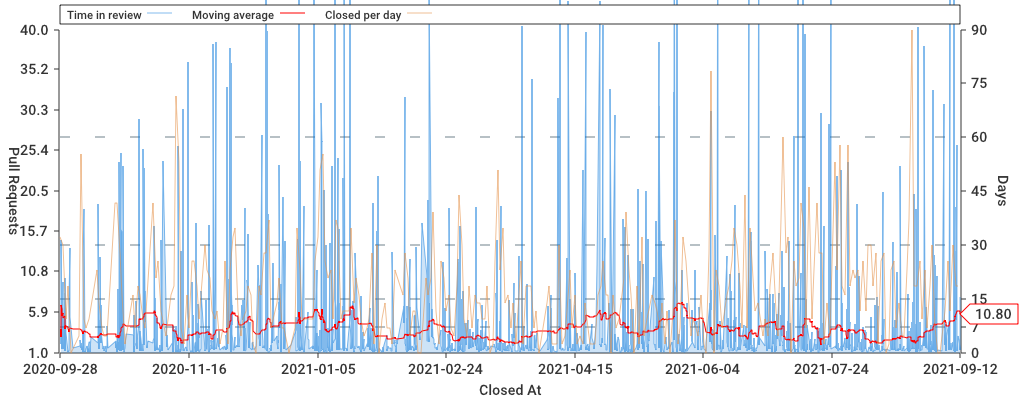 Time in review Moving average Closed per day
40.0 90
35.2 75
30.3 60
25.4 45
20.5 30
15.7 15
10.8 10.80
5.9 7
1.0 0
Pull Requests
Days
2020-09-28 2020-11-16 2021-01-05 2021-02-24 2021-04-15 2021-06-04 2021-07-24 2021-09-12
Closed At